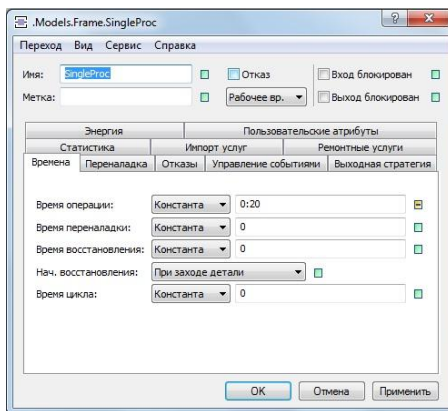 .Models.Frame.SingleProc
Переход Вид Сервис Справка
Имя: SingleProc Отказ Вход блокирован
Метка: Рабочее вр. Выход блокирован
Энергия Пользовательские атрибуты
Статистика Импорт услуг Ремонтные услуги
Времена Переналадка Отказы Управление событиями Выходная стратегия
Время операции: Константа 0:20
Время переналадки: Константа 0
Время восстановления: Константа 0
Нач. восстановления: При заходе детали
Время цикла: Константа 0
OK Отмена Применить